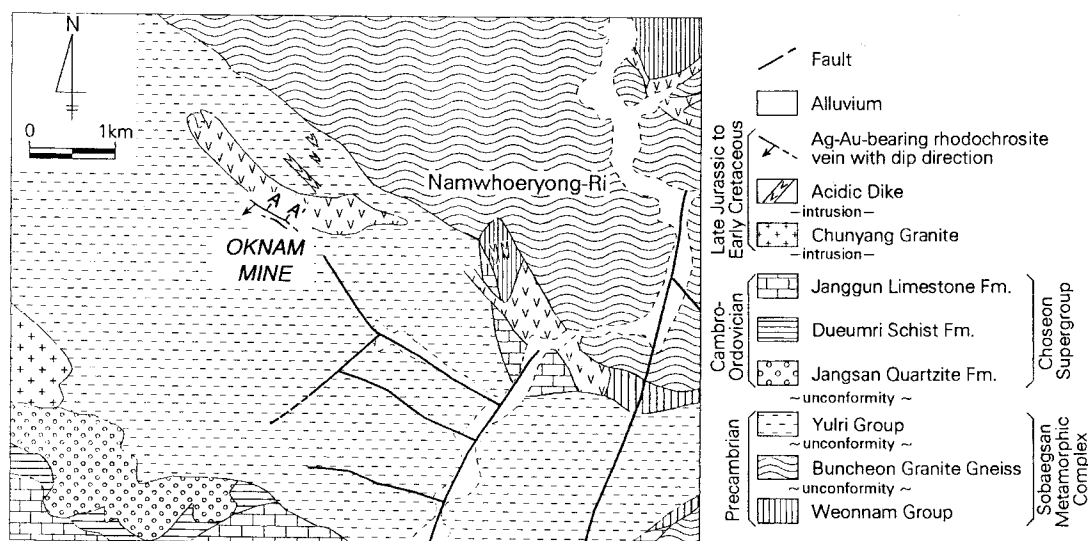 N
0 1km
Namwhoeryong-Ri
A A'
OKNAM
MINE
Fault
Alluvium
Ag-Au-bearing rhodochrosite
vein with dip direction
Acidic Dike
—intrusion—
Chunyang Granite
—intrusion—
Janggun Limestone Fm.
Dueumri Schist Fm.
Jangsan Quartzite Fm.
~ unconformity ~
Yulri Group
~ unconformity ~
Buncheon Granite Gneiss
~ unconformity ~
Weonnam Group
Late Jurassic to
Early Cretaceous
Cambro-
Ordovician
Precambrian
Choseon
Supergroup
Sobaegsan
Metamorphic
Complex